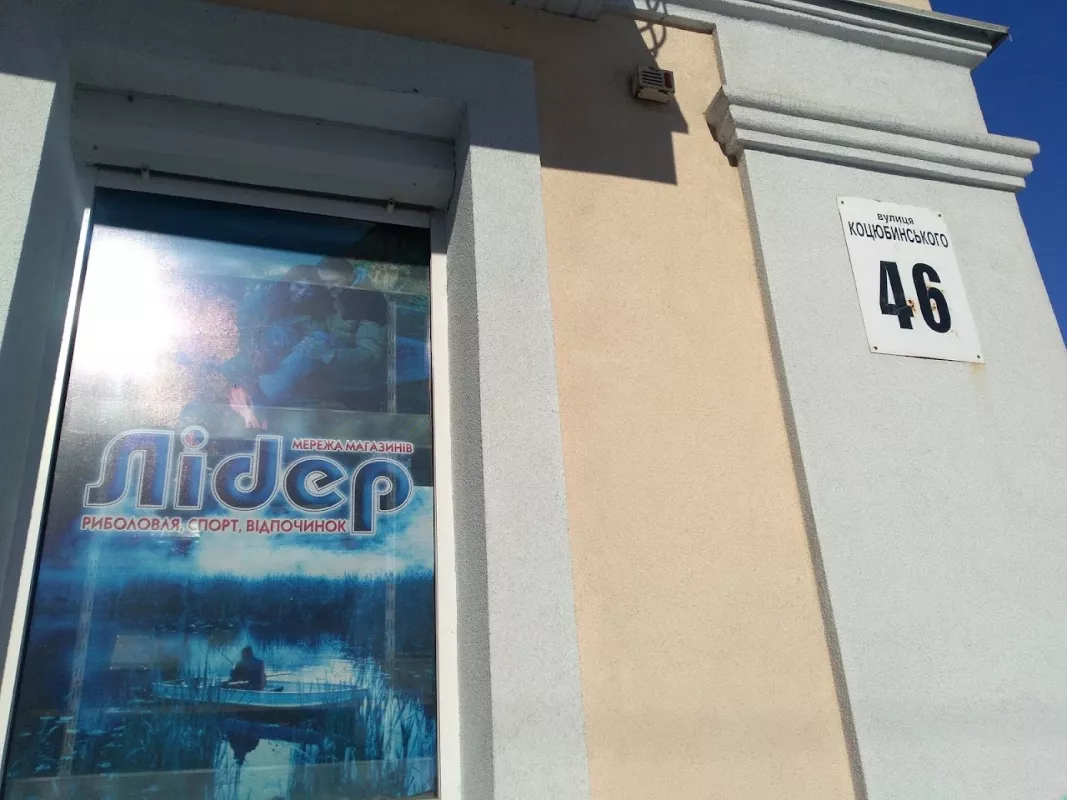 МЕРЕЖА МАГАЗИНІВ
Лідер
РИБОЛОВЛЯ, СПОРТ, ВІДПОЧИНОК
вулиця
КОЦЮБИНСЬКОГО
46